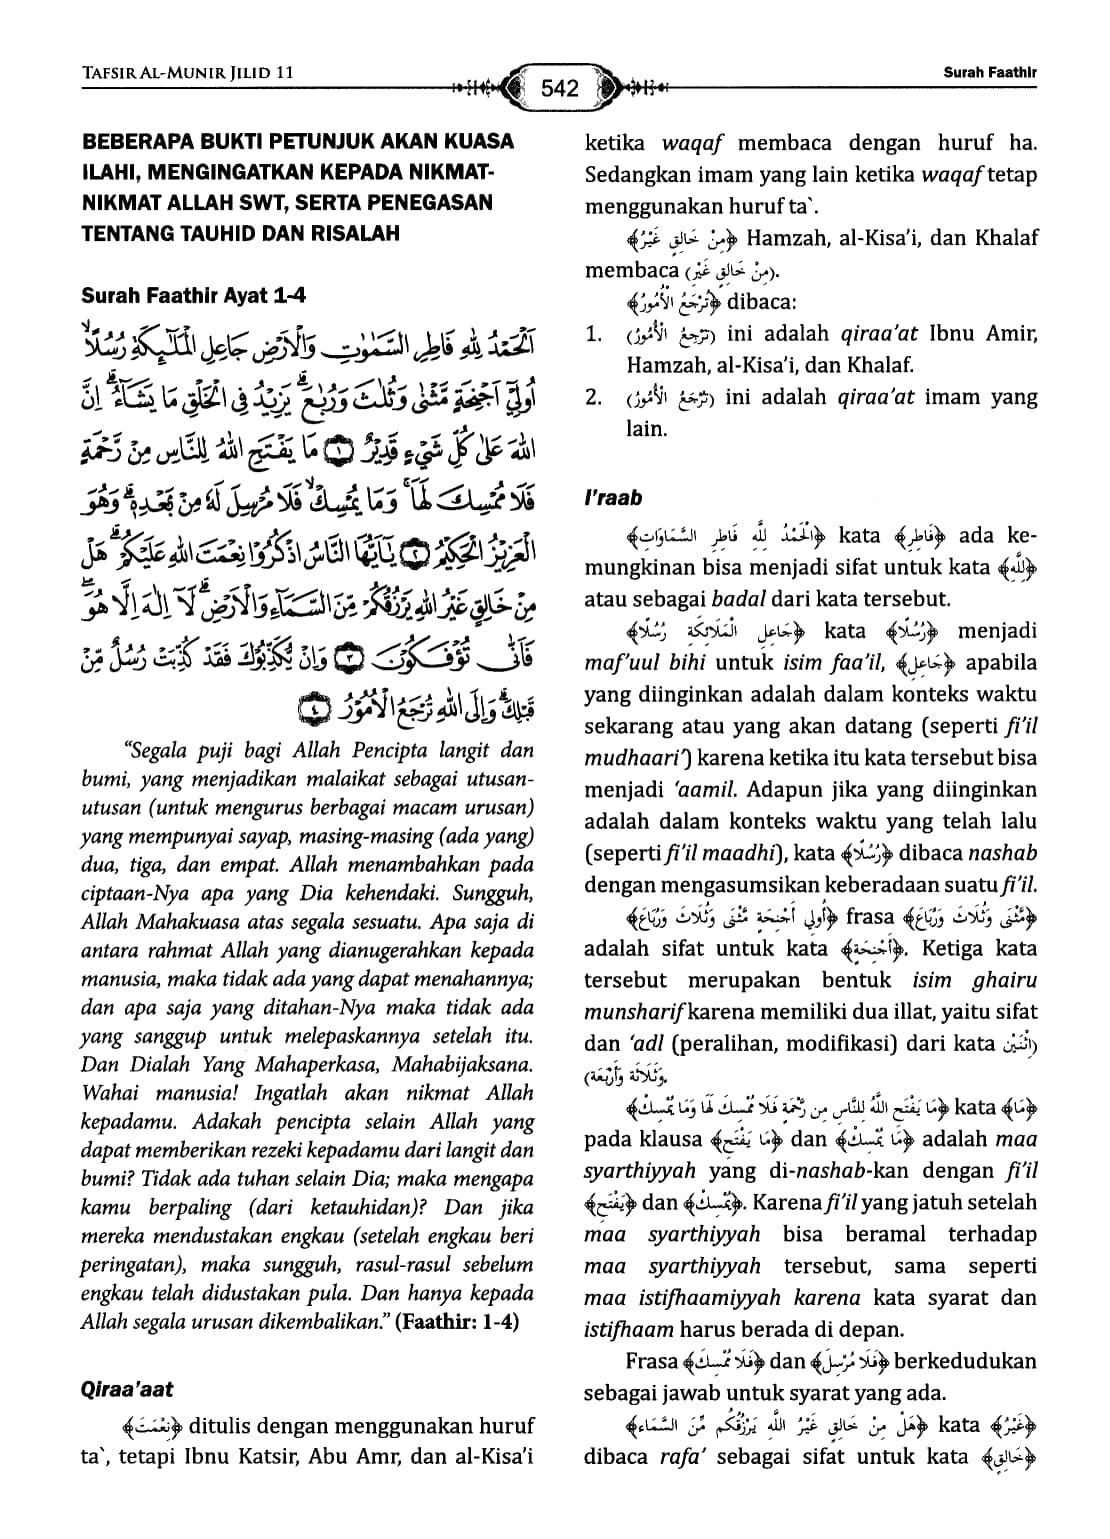 TAFSIR AL-MUNIR JILID 11
542
Surah Faathir
BEBERAPA BUKTI PETUNJUK AKAN KUASA
ILAHI, MENGINGATKAN KEPADA NIKMAT-
NIKMAT ALLAH SWT, SERTA PENEGASAN
TENTANG TAUHID DAN RISALAH
Surah Faathir Ayat 1-4
اَلْحَمْدُ لِلّٰهِ فَاطِرِ السَّمٰوٰتِ وَالْاَرْضِ جَاعِلِ الْمَلٰۤىِٕكَةِ رُسُلًاۙ
اُولِيْٓ اَجْنِحَةٍ مَّثْنٰى وَثُلٰثَ وَرُبٰعَۗ يَزِيْدُ فِى الْخَلْقِ مَا يَشَاۤءُۗ اِنَّ
اللّٰهَ عَلٰى كُلِّ شَيْءٍ قَدِيْرٌ ١ مَا يَفْتَحِ اللّٰهُ لِلنَّاسِ مِنْ رَّحْمَةٍ
فَلَا مُمْسِكَ لَهَاۚ وَمَا يُمْسِكْۙ فَلَا مُرْسِلَ لَهٗ مِنْۢ بَعْدِهٖۗ وَهُوَ
الْعَزِيْزُ الْحَكِيْمُ ٢ يٰٓاَيُّهَا النَّاسُ اذْكُرُوْا نِعْمَتَ اللّٰهِ عَلَيْكُمْۗ هَلْ
مِنْ خَالِقٍ غَيْرُ اللّٰهِ يَرْزُقُكُمْ مِّنَ السَّمَاۤءِ وَالْاَرْضِۗ لَآ اِلٰهَ اِلَّا هُوَۖ
فَاَنّٰى تُؤْفَكُوْنَ ٣ وَاِنْ يُّكَذِّبُوْكَ فَقَدْ كُذِّبَتْ رُسُلٌ مِّنْ
قَبْلِكَۗ وَاِلَى اللّٰهِ تُرْجَعُ الْاُمُوْرُ ٤
“Segala puji bagi Allah Pencipta langit dan
bumi, yang menjadikan malaikat sebagai utusan-
utusan (untuk mengurus berbagai macam urusan)
yang mempunyai sayap, masing-masing (ada yang)
dua, tiga, dan empat. Allah menambahkan pada
ciptaan-Nya apa yang Dia kehendaki. Sungguh,
Allah Mahakuasa atas segala sesuatu. Apa saja di
antara rahmat Allah yang dianugerahkan kepada
manusia, maka tidak ada yang dapat menahannya;
dan apa saja yang ditahan-Nya maka tidak ada
yang sanggup untuk melepaskannya setelah itu.
Dan Dialah Yang Mahaperkasa, Mahabijaksana.
Wahai manusia! Ingatlah akan nikmat Allah
kepadamu. Adakah pencipta selain Allah yang
dapat memberikan rezeki kepadamu dari langit dan
bumi? Tidak ada tuhan selain Dia; maka mengapa
kamu berpaling (dari ketauhidan)? Dan jika
mereka mendustakan engkau (setelah engkau beri
peringatan), maka sungguh, rasul-rasul sebelum
engkau telah didustakan pula. Dan hanya kepada
Allah segala urusan dikembalikan.” (Faathir: 1-4)
Qiraa’aat
﴿نِعْمَتَ﴾ ditulis dengan menggunakan huruf
ta`, tetapi Ibnu Katsir, Abu Amr, dan al-Kisa’i
ketika waqaf membaca dengan huruf ha.
Sedangkan imam yang lain ketika waqaf tetap
menggunakan huruf ta`.
﴿مِنْ خَالِقٍ غَيْرُ﴾ Hamzah, al-Kisa’i, dan Khalaf
membaca (مِنْ خَالِقٍ غَيْرِ).
﴿تُرْجَعُ الْأُمُورُ﴾ dibaca:
1. (تَرْجِعُ الْأُمُورُ) ini adalah qiraa’at Ibnu Amir,
Hamzah, al-Kisa’i, dan Khalaf.
2. (تُرْجَعُ الْأُمُورُ) ini adalah qiraa’at imam yang
lain.
I’raab
﴿الْحَمْدُ لِلَّهِ فَاطِرِ السَّمَاوَاتِ﴾ kata ﴿فَاطِرِ﴾ ada ke-
mungkinan bisa menjadi sifat untuk kata ﴿لِلَّهِ﴾
atau sebagai badal dari kata tersebut.
﴿جَاعِلِ الْمَلَائِكَةِ رُسُلًا﴾ kata ﴿رُسُلًا﴾ menjadi
maf’uul bihi untuk isim faa’il, ﴿جَاعِلِ﴾ apabila
yang diinginkan adalah dalam konteks waktu
sekarang atau yang akan datang (seperti fi’il
mudhaari’) karena ketika itu kata tersebut bisa
menjadi ‘aamil. Adapun jika yang diinginkan
adalah dalam konteks waktu yang telah lalu
(seperti fi’il maadhi), kata ﴿رُسُلًا﴾ dibaca nashab
dengan mengasumsikan keberadaan suatu fi’il.
﴿أُولِي أَجْنِحَةٍ مَّثْنَى وَثُلَاثَ وَرُبَاعَ﴾ frasa ﴿مَّثْنَى وَثُلَاثَ وَرُبَاعَ﴾
adalah sifat untuk kata ﴿أَجْنِحَةٍ﴾. Ketiga kata
tersebut merupakan bentuk isim ghairu
munsharif karena memiliki dua illat, yaitu sifat
dan ‘adl (peralihan, modifikasi) dari kata (اثْنَيْنِ
وَثَلَاثَة وَأَرْبَعَة).
﴿مَا يَفْتَحِ اللَّهُ لِلنَّاسِ مِن رَّحْمَةٍ فَلَا مُمْسِكَ لَهَا وَمَا يُمْسِكْ﴾ kata ﴿مَا﴾
pada klausa ﴿مَا يَفْتَحِ﴾ dan ﴿مَا يُمْسِكْ﴾ adalah maa
syarthiyyah yang di-nashab-kan dengan fi’il
﴿يَفْتَحِ﴾ dan ﴿يُمْسِكْ﴾. Karena fi’il yang jatuh setelah
maa syarthiyyah bisa beramal terhadap
maa syarthiyyah tersebut, sama seperti
maa istifhaamiyyah karena kata syarat dan
istifhaam harus berada di depan.
Frasa ﴿فَلَا مُمْسِكَ﴾ dan ﴿فَلَا مُرْسِلَ﴾ berkedudukan
sebagai jawab untuk syarat yang ada.
﴿هَلْ مِنْ خَالِقٍ غَيْرُ اللَّهِ يَرْزُقُكُم مِّنَ السَّمَاءِ﴾ kata ﴿غَيْرُ﴾
dibaca rafa’ sebagai sifat untuk kata ﴿خَالِقٍ﴾